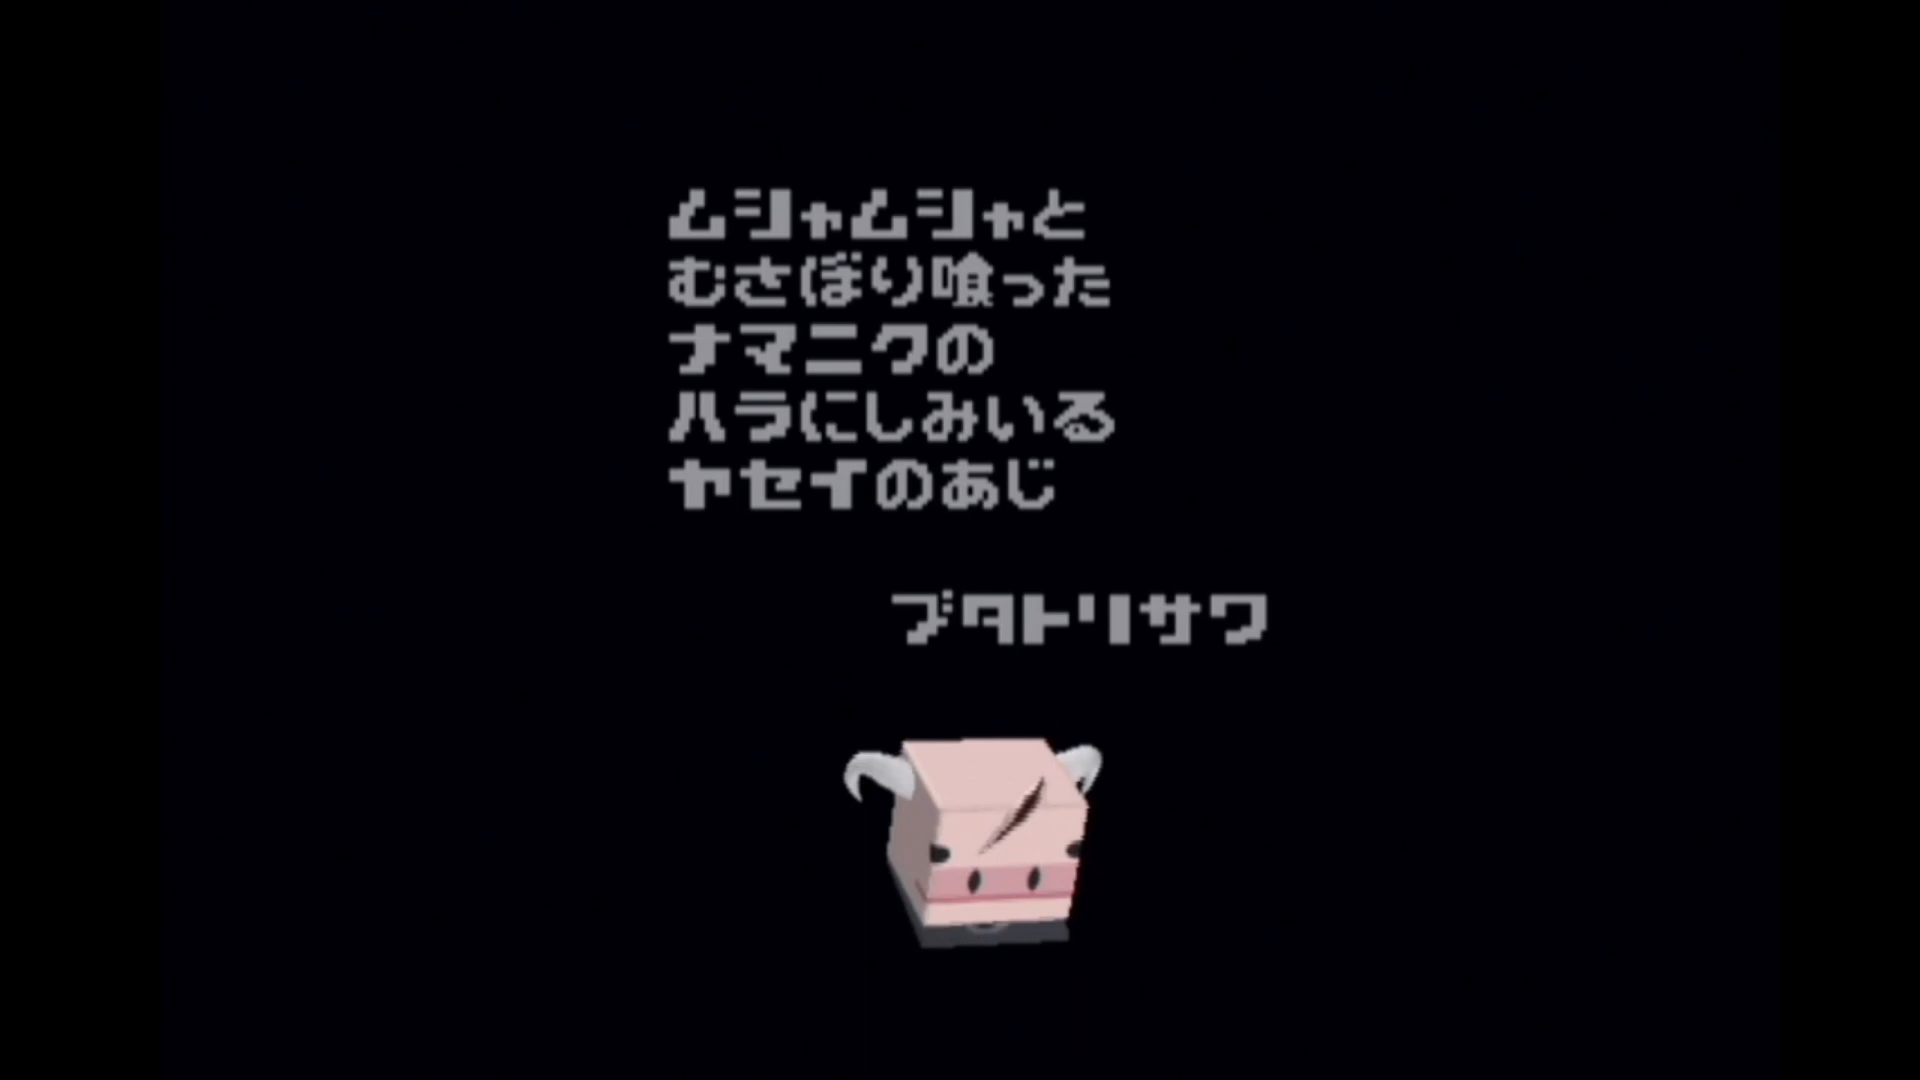 ムシャムシャと
むさぼり喰った
ナマニクの
ハラにしみいる
ヤセイのあじ
ブタトリサワ